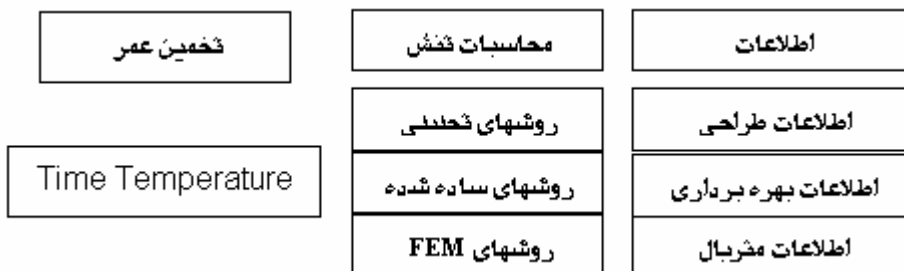 اطلاعات
محاسبات تنش
تخمین عمر
اطلاعات طراحی
اطلاعات بهره برداری
اطلاعات متریال
روشهای تحلیلی
روشهای ساده شده
روشهای FEM
Time Temperature